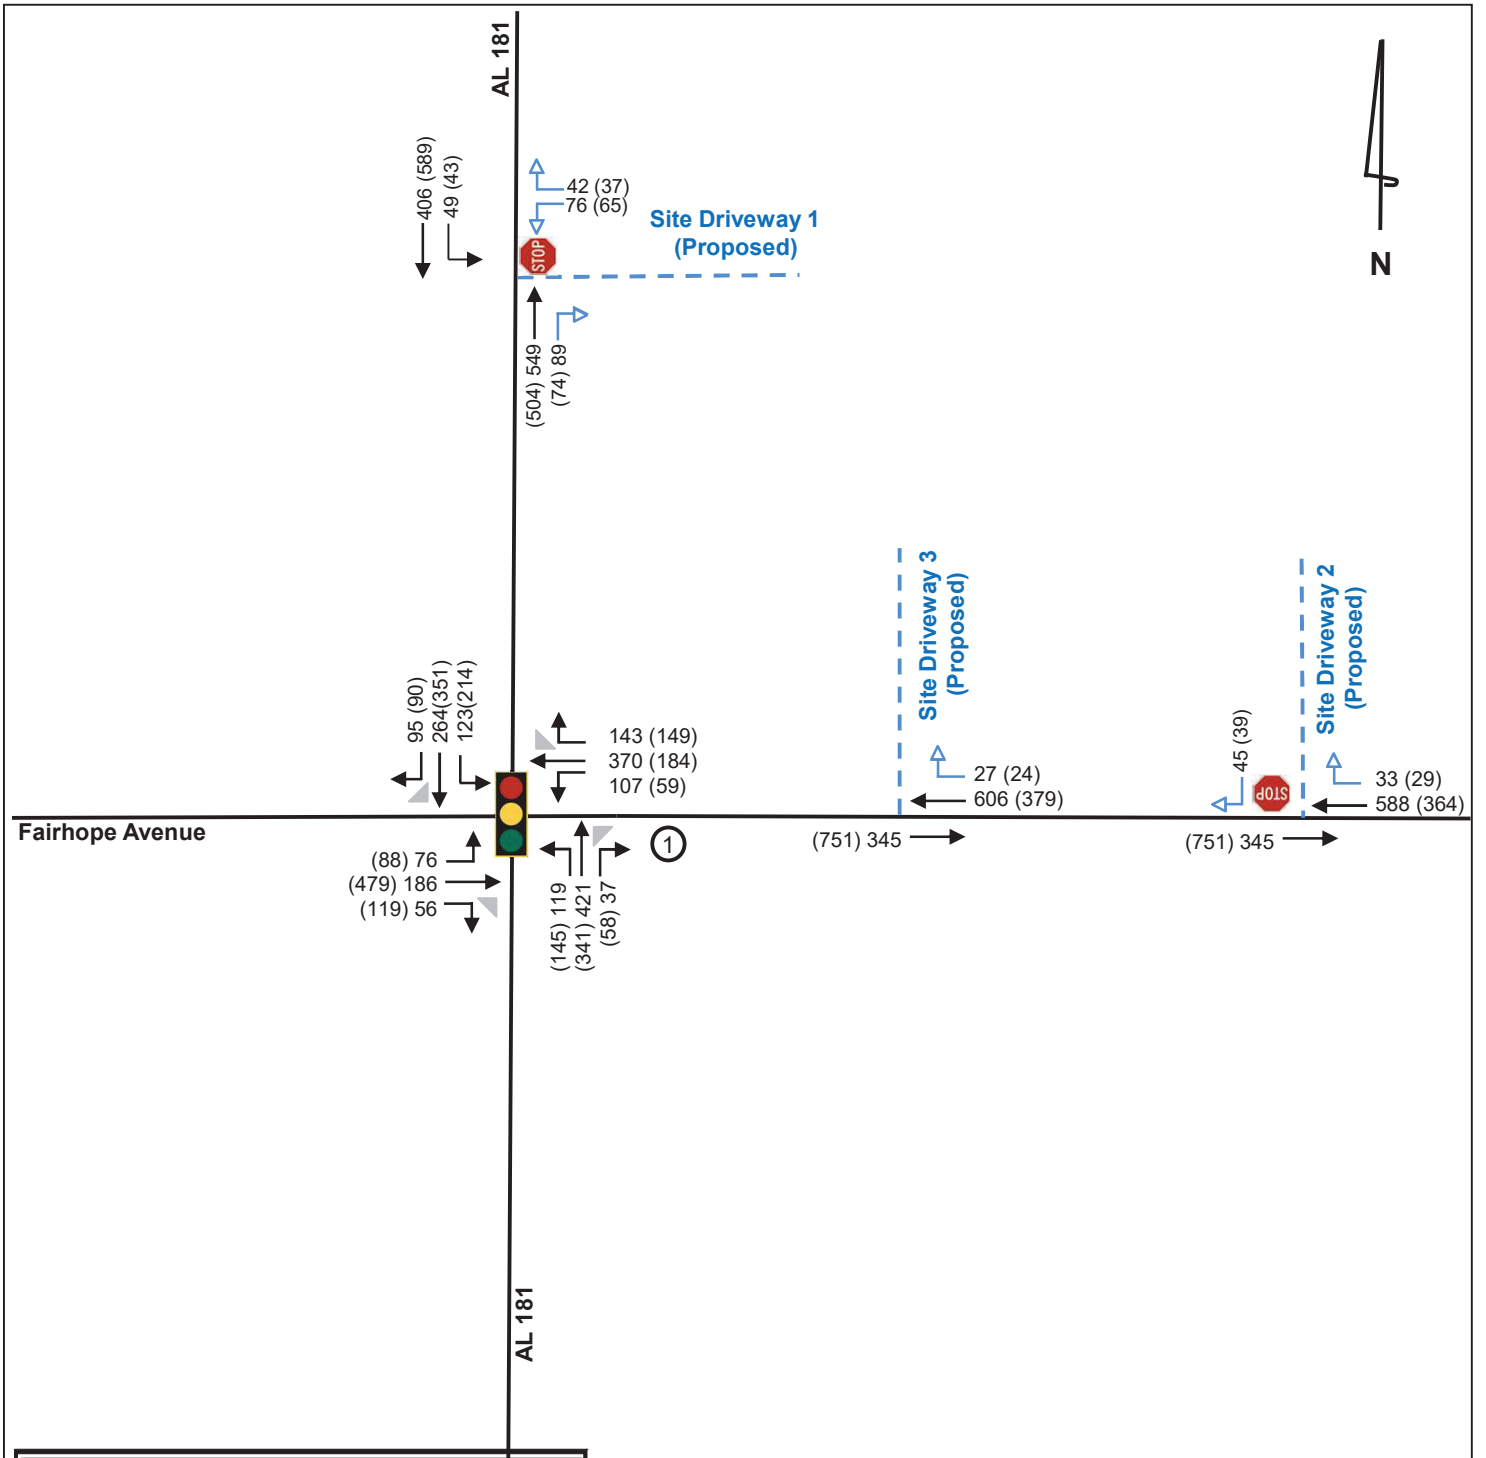 AL 181
406 (589)
49 (43)
42 (37)
76 (65)
Site Driveway 1
(Proposed)
STOP
N
(504) 549
(74) 89
Site Driveway 3
(Proposed)
Site Driveway 2
(Proposed)
95 (90)
264(351)
123(214)
143 (149)
370 (184)
107 (59)
27 (24)
606 (379)
45 (39)
STOP
33 (29)
588 (364)
Fairhope Avenue
(751) 345
(751) 345
1
(88) 76
(479) 186
(119) 56
(145) 119
(341) 421
(58) 37
AL 181